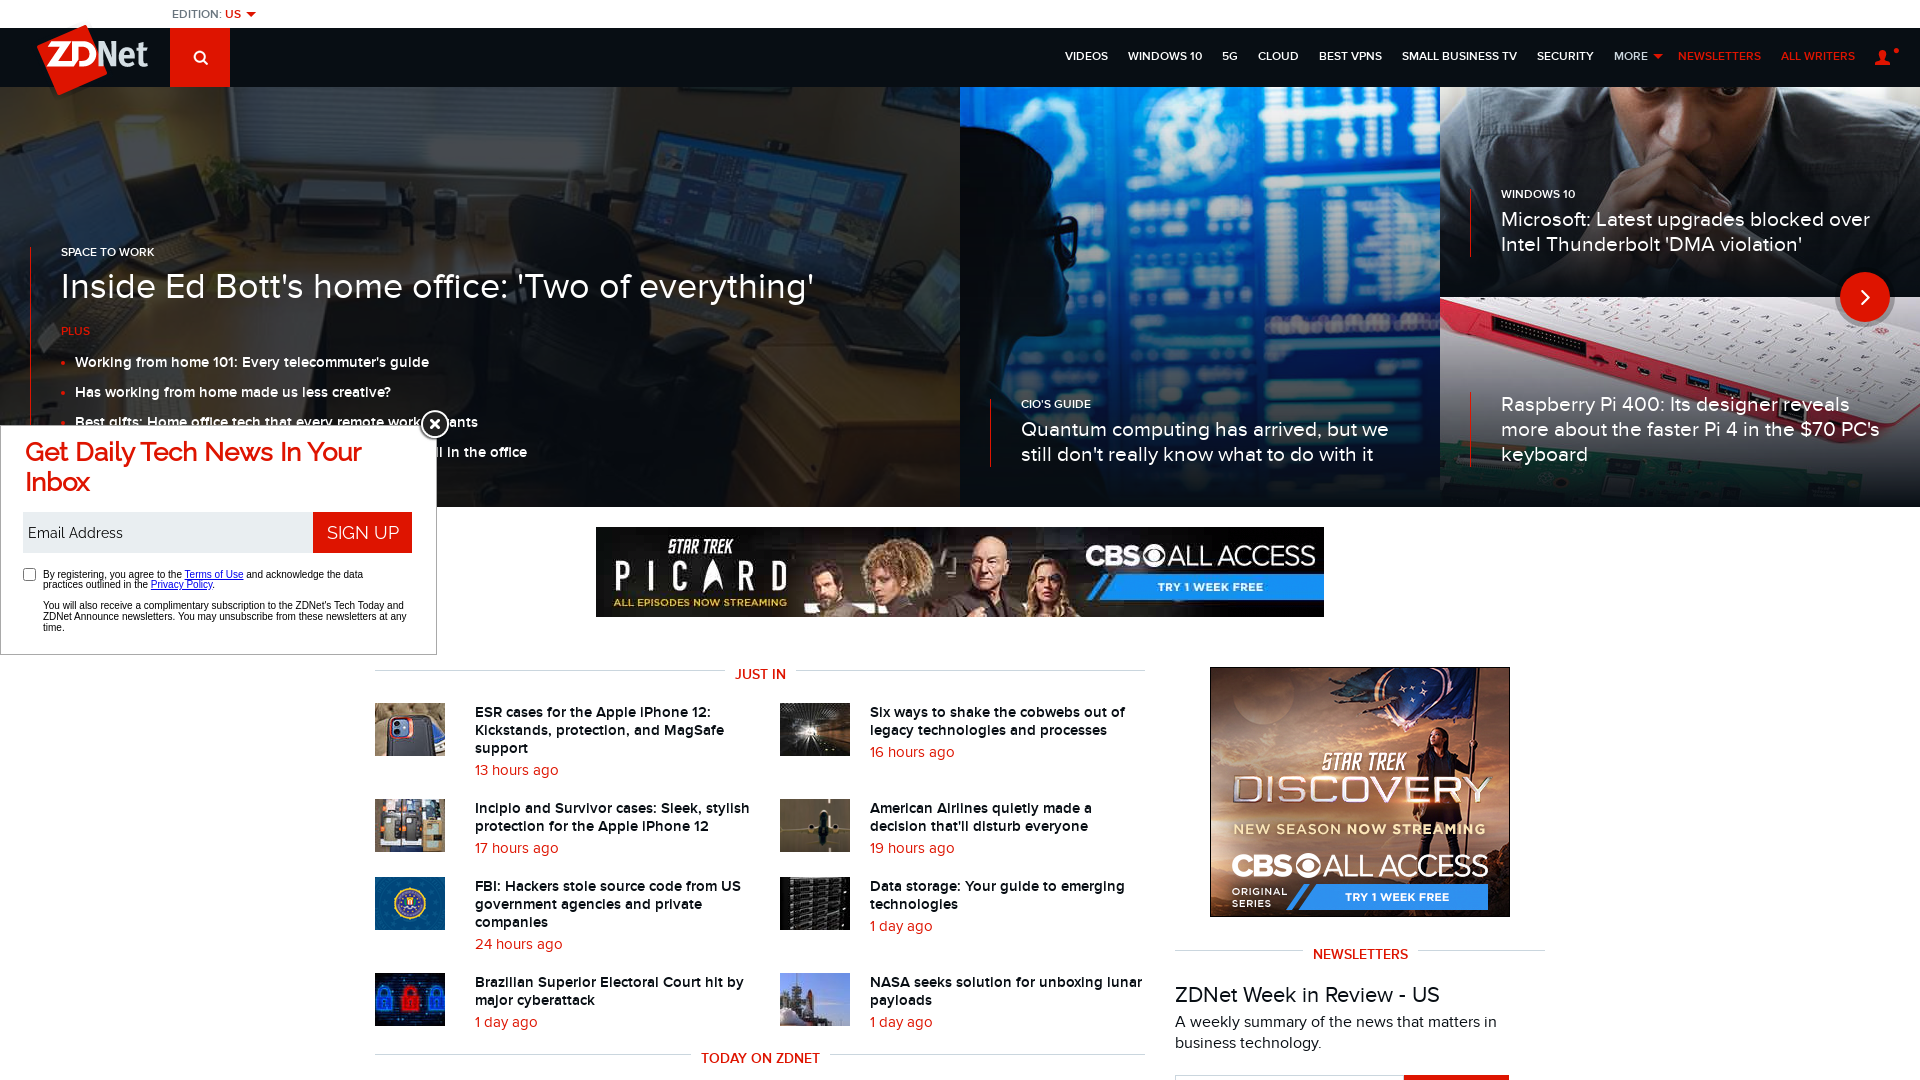 EDITION: US
ZDNet
VIDEOS
WINDOWS 10
5G
CLOUD
BEST VPNS
SMALL BUSINESS TV
SECURITY
MORE
NEWSLETTERS
ALL WRITERS
SPACE TO WORK
Inside Ed Bott's home office: 'Two of everything'
PLUS
Working from home 101: Every telecommuter's guide
Has working from home made us less creative?
Best gifts: Home office tech that every remote work
ants
in the office
CIO'S GUIDE
Quantum computing has arrived, but we
still don't really know what to do with it
WINDOWS 10
Microsoft: Latest upgrades blocked over
Intel Thunderbolt 'DMA violation'
Raspberry Pi 400: Its designer reveals
more about the faster Pi 4 in the $70 PC's
keyboard
Get Daily Tech News In Your
Inbox
Email Address
SIGN UP
By registering, you agree to the Terms of Use and acknowledge the data
practices outlined in the Privacy Policy.
You will also receive a complimentary subscription to the ZDNet's Tech Today and
ZDNet Announce newsletters. You may unsubscribe from these newsletters at any
time.
STAR TREK
PICARD
ALL EPISODES NOW STREAMING
CBS ALL ACCESS
TRY 1 WEEK FREE
JUST IN
ESR cases for the Apple iPhone 12:
Kickstands, protection, and MagSafe
support
13 hours ago
Six ways to shake the cobwebs out of
legacy technologies and processes
16 hours ago
Incipio and Survivor cases: Sleek, stylish
protection for the Apple iPhone 12
17 hours ago
American Airlines quietly made a
decision that'll disturb everyone
19 hours ago
FBI: Hackers stole source code from US
government agencies and private
companies
24 hours ago
Data storage: Your guide to emerging
technologies
1 day ago
Brazilian Superior Electoral Court hit by
major cyberattack
1 day ago
NASA seeks solution for unboxing lunar
payloads
1 day ago
TODAY ON ZDNET
STAR TREK
DISCOVERY
NEW SEASON NOW STREAMING
CBS ALL ACCESS
ORIGINAL
SERIES
TRY 1 WEEK FREE
NEWSLETTERS
ZDNet Week in Review - US
A weekly summary of the news that matters in
business technology.